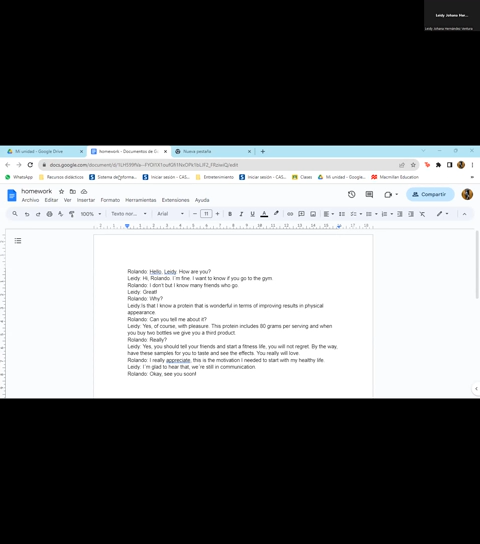 Leidy Johana Her...
Leidy Johana Hernandez Ventura
Mi unidad - Google Drive
homework - Documentos de G
Nueva pestaña
WhatsApp
Recursos didácticos
Iniciar sesión - CAS...
Entretenimiento
Iniciar sesión - CAS...
Clases
Mi unidad - Google...
Macmillan Education
homework
Archivo Editar Ver Insertar Formato Herramientas Extensiones Ayuda
Compartir
100% Texto nor... Arial 11
Rolando: Hello, Leidy. How are you?
Leidy: Hi, Rolando. I´m fine. I want to know if you go to the gym
Rolando: I don't but I know many friends who go.
Leidy: Great!
Rolando: Why?
Leidy Is that I know a protein that is wonderful in terms of improving results in physical
appearance.
Rolando: Can you tell me about it?
Leidy: Yes, of course, with pleasure. This protein includes 80 grams per serving and when
you buy two bottles we give you a third product.
Rolando: Really?
Leidy: Yes, you should tell your friends and start a fitness life, you will not regret. By the way,
have these samples for you to taste and see the effects. You really will love.
Rolando: I really appreciate, this is the motivation I needed to start with my healthy life.
Leidy: I´m glad to hear that, we´re still in communication.
Rolando: Okay, see you soon!